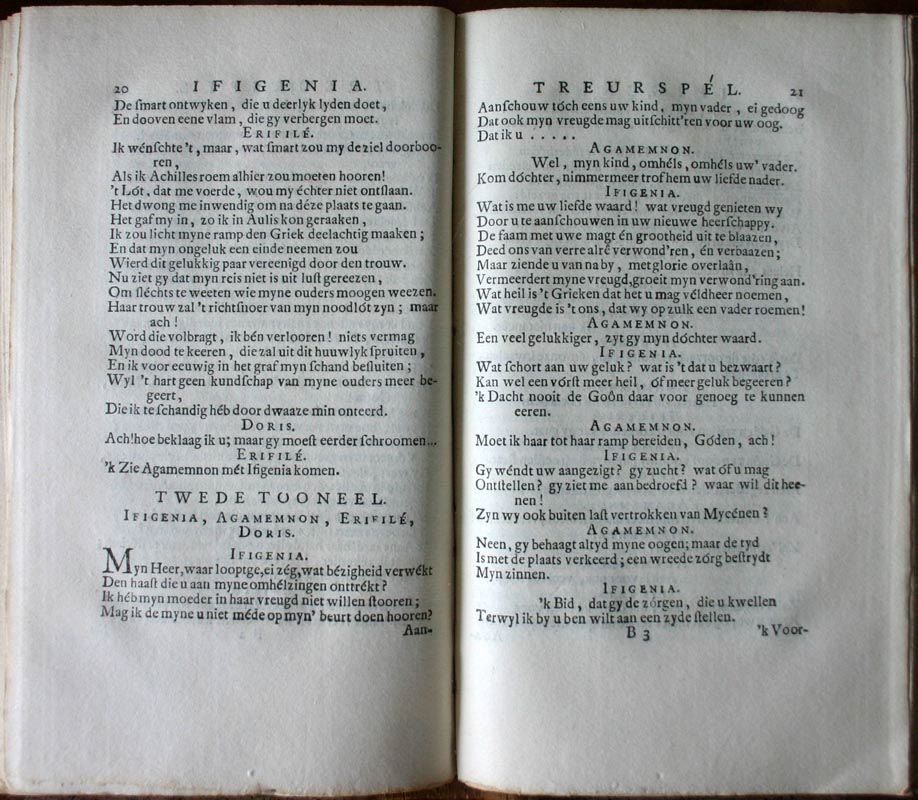 20 IFIGENIA.
De ſmart ontwyken, die u deerlyk lyden doet,
En dooven eene vlam, die gy verbergen moet.
ERIFILÉ.
Ik wénſchte 't, maar, wat ſmart zou my de ziel doorboo-
ren,
Als ik Achilles roem alhier zou moeten hooren!
't Lót, dat me voerde, wou my échter niet ontſlaan.
Het dwong me inwendig om na déze plaats te gaan.
Het gaf my in, zo ik in Aulis kon geraaken,
Ik zou licht myne ramp den Griek deelachtig maaken;
En dat myn ongeluk een einde neemen zou
Wierd dit gelukkig paar vereenigd door den trouw.
Nu ziet gy dat myn reis niet is uit luſt gereezen,
Om ſléchts te weeten wie myne ouders moogen weezen.
Haar trouw zal 't richtſnoer van myn noodlót zyn; maar
ach!
Word die volbragt, ik bén verlooren! niets vermag
Myn dood te keeren, die zal uit dit huuwlyk ſpruiten,
En ik voor eeuwig in het graf myn ſchand beſluiten;
Wyl 't hart geen kundſchap van myne ouders meer be-
geert,
Die ik te ſchandig héb door dwaaze min onteerd.
DORIS.
Ach! hoe beklaag ik u; maar gy moeſt eerder ſchroomen...
ERIFILÉ.
'k Zie Agamemnon mét Ifigenia komen.
TWEDE TOONEEL.
IFIGENIA, AGAMEMNON, ERIFILÉ,
DORIS.
IFIGENIA.
Myn Heer, waar loopt ge, ei zég, wat bézigheid verwékt
Den haaſt die u aan myne omhélzingen onttrékt?
Ik héb myn moeder in haar vreugd niet willen ſtooren;
Mag ik de myne u niet méde op myn' beurt doen hooren?
Aan-
TREURSPÉL. 21
Aanſchouw tóch eens uw kind, myn vader, ei gedoog
Dat ook myn vreugde mag uitſchitt'ren voor uw oog.
Dat ik u . . . . .
AGAMEMNON.
Wel, myn kind, omhéls, omhéls uw' vader.
Kom dóchter, nimmermeer trof hem uw liefde nader.
IFIGENIA.
Wat is me uw liefde waard! wat vreugd genieten wy
Door u te aanſchouwen in uw nieuwe heerſchappy.
De faam met uwe magt én grootheid uit te blaazen,
Deed ons van verre alré verwond'ren, én verbaazen;
Maar ziende u van na by, met glorie overlaân,
Vermeerdert myne vreugd, groeit myn verwond'ring aan.
Wat heil is 't Grieken dat het u mag véldheer noemen,
Wat vreugde is 't ons, dat wy op zulk een vader roemen!
AGAMEMNON.
Een veel gelukkiger, zyt gy myn dóchter waard.
IFIGENIA.
Wat ſchort aan uw geluk? wat is 't dat u bezwaart?
Kan wel een vórſt meer heil, óf meer geluk begeeren?
'k Dacht nooit de Goôn daar voor genoeg te kunnen
eeren.
AGAMEMNON.
Moet ik haar tot haar ramp bereiden, Góden, ach!
IFIGENIA.
Gy wéndt uw aangezigt? gy zucht? wat óf u mag
Ontſtellen? gy ziet me aan bedroefd? waar wil dit hee-
nen!
Zyn wy ook buiten laſt vertrokken van Mycénen?
AGAMEMNON.
Neen, gy behaagt altyd myne oogen; maar de tyd
Is met de plaats verkeerd; een wreede zórg beſtrydt
Myn zinnen.
IFIGENIA.
'k Bid, dat gy de zórgen, die u kwellen
Terwyl ik by u ben wilt aan een zyde ſtellen.
B 3 'k Voor-